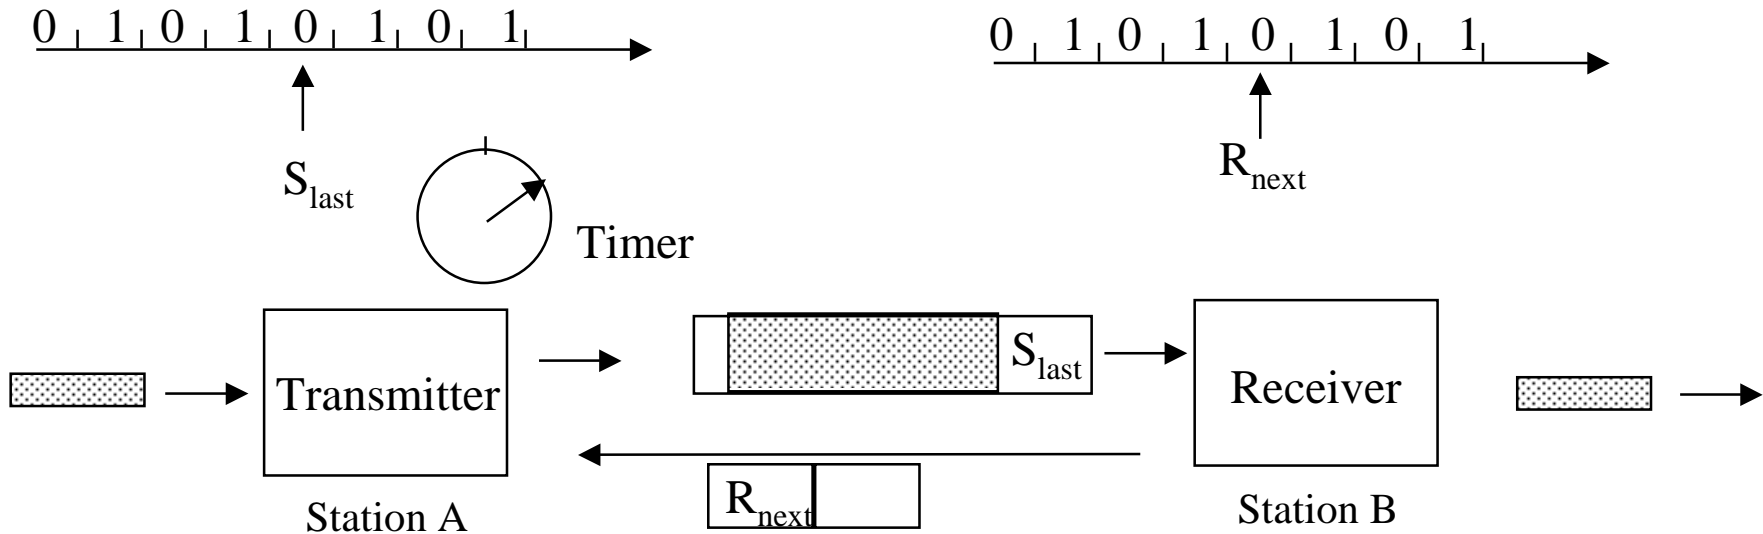 0 1 0 1 0 1 0 1
0 1 0 1 0 1 0 1
S_last
R_next
Timer
S_last
Transmitter
Receiver
R_next
Station A
Station B